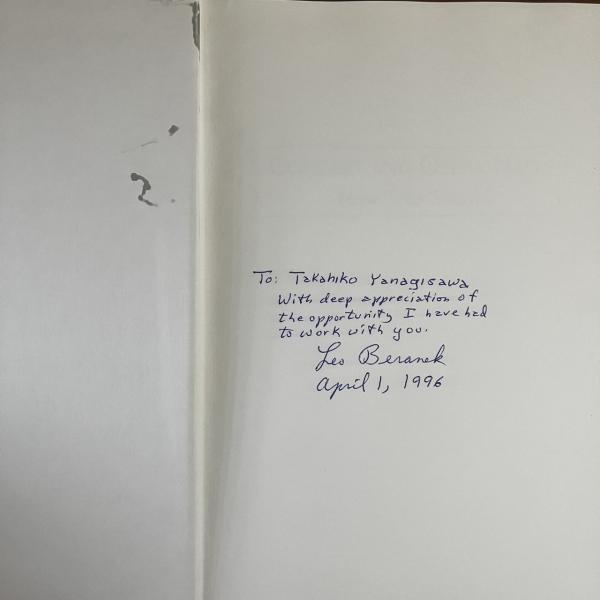 To: Takahiko Yanagisawa
With deep appreciation of
the opportunity I have had
to work with you.
Leo Beranek
April 1, 1996